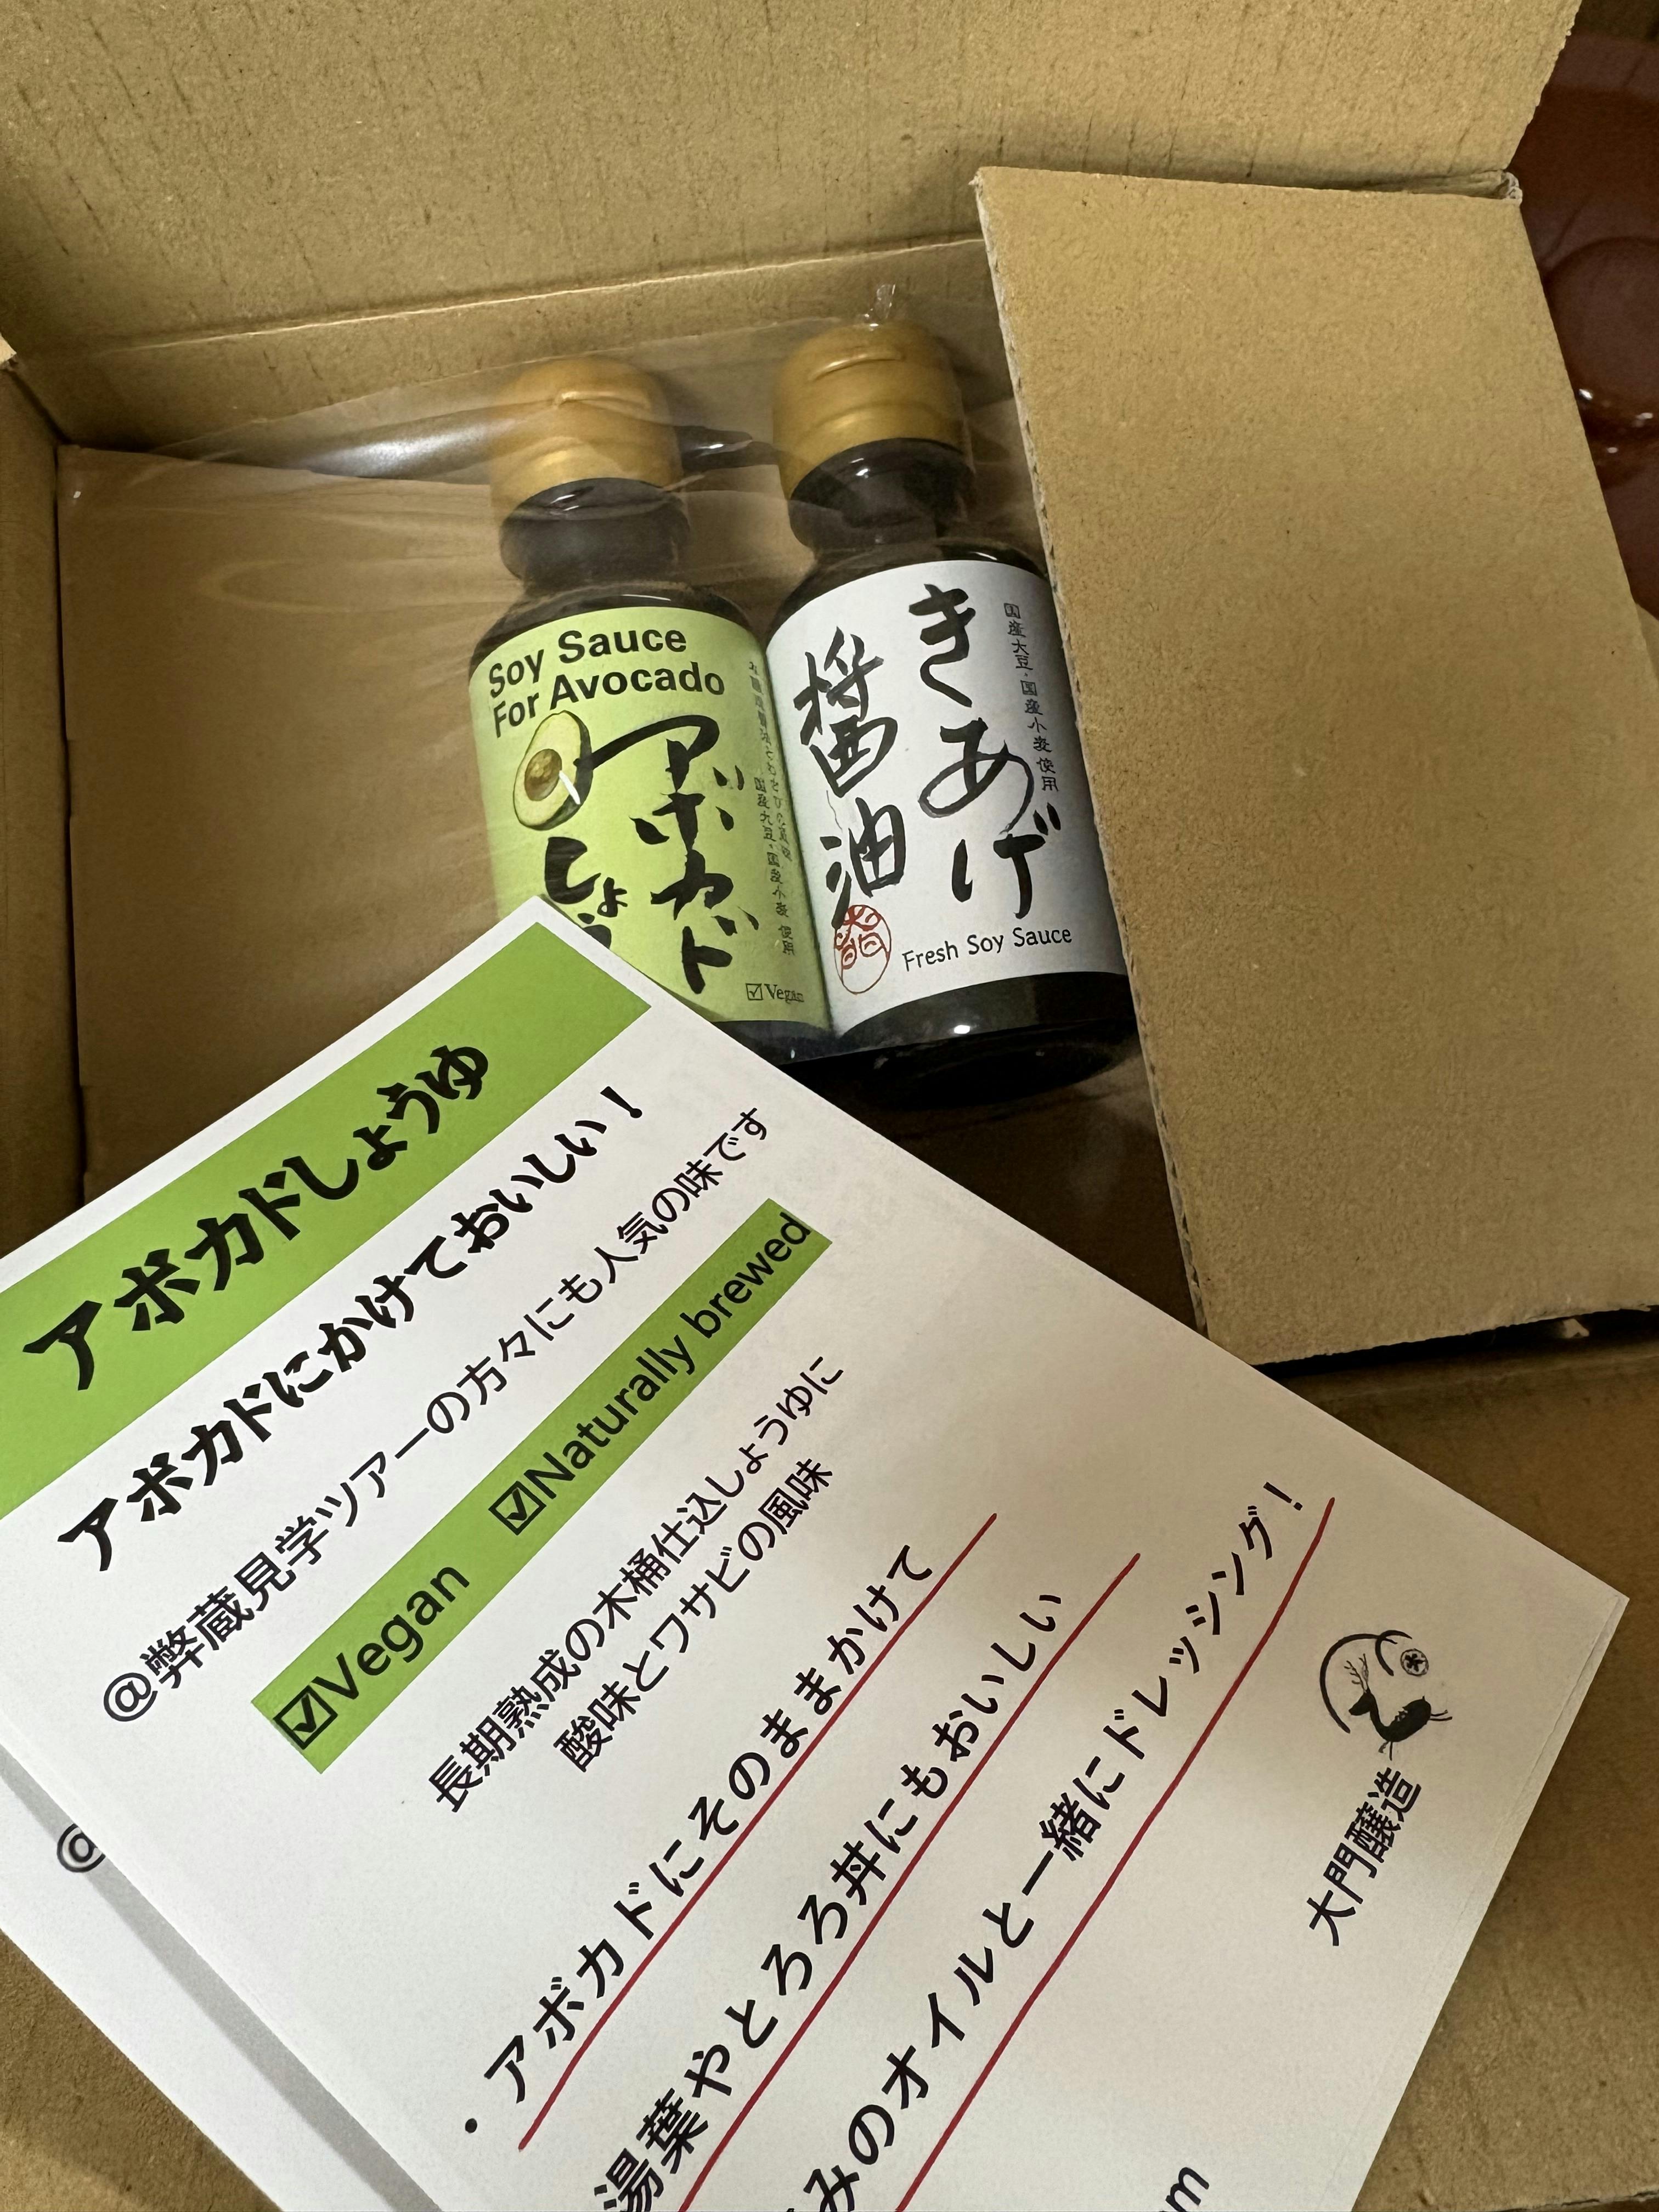 Soy Sauce
For Avocado
アボカド
しょ
国産大豆・国産小麦 使用
Vegan
国産大豆・国産小麦使用
きあげ
醤油
Fresh Soy Sauce
アボカドしょうゆ
アボカドにかけておいしい！
@弊蔵見学ツアーの方々にも人気の味です
☑Vegan ☑Naturally brewed
長期熟成の木桶仕込しょうゆに
酸味とワサビの風味
・アボカドにそのままかけて
湯葉やとろろ丼にもおいしい
みのオイルと一緒にドレッシング！
大門醸造
@
m